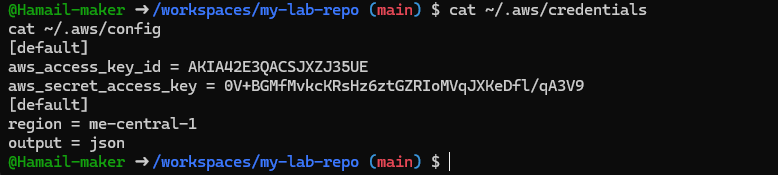 @Hamail-maker ➜/workspaces/my-lab-repo (main) $ cat ~/.aws/credentials
cat ~/.aws/config
[default]
aws_access_key_id = AKIA42E3QACSJXZJ35UE
aws_secret_access_key = 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
[default]
region = me-central-1
output = json
@Hamail-maker ➜/workspaces/my-lab-repo (main) $